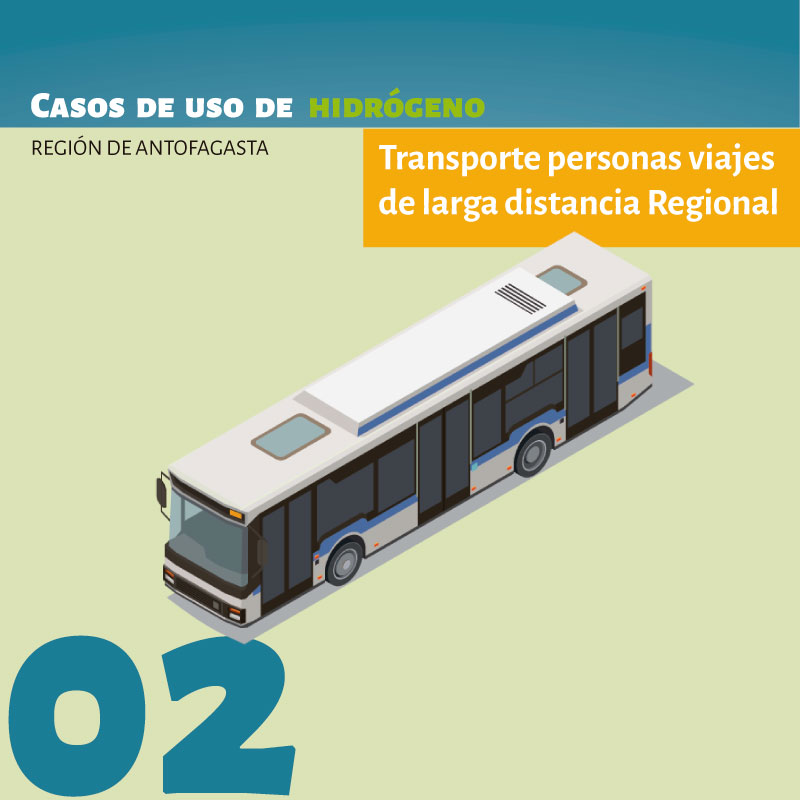 Casos de uso de hidrógeno
REGIÓN DE ANTOFAGASTA
Transporte personas viajes
de larga distancia Regional
02